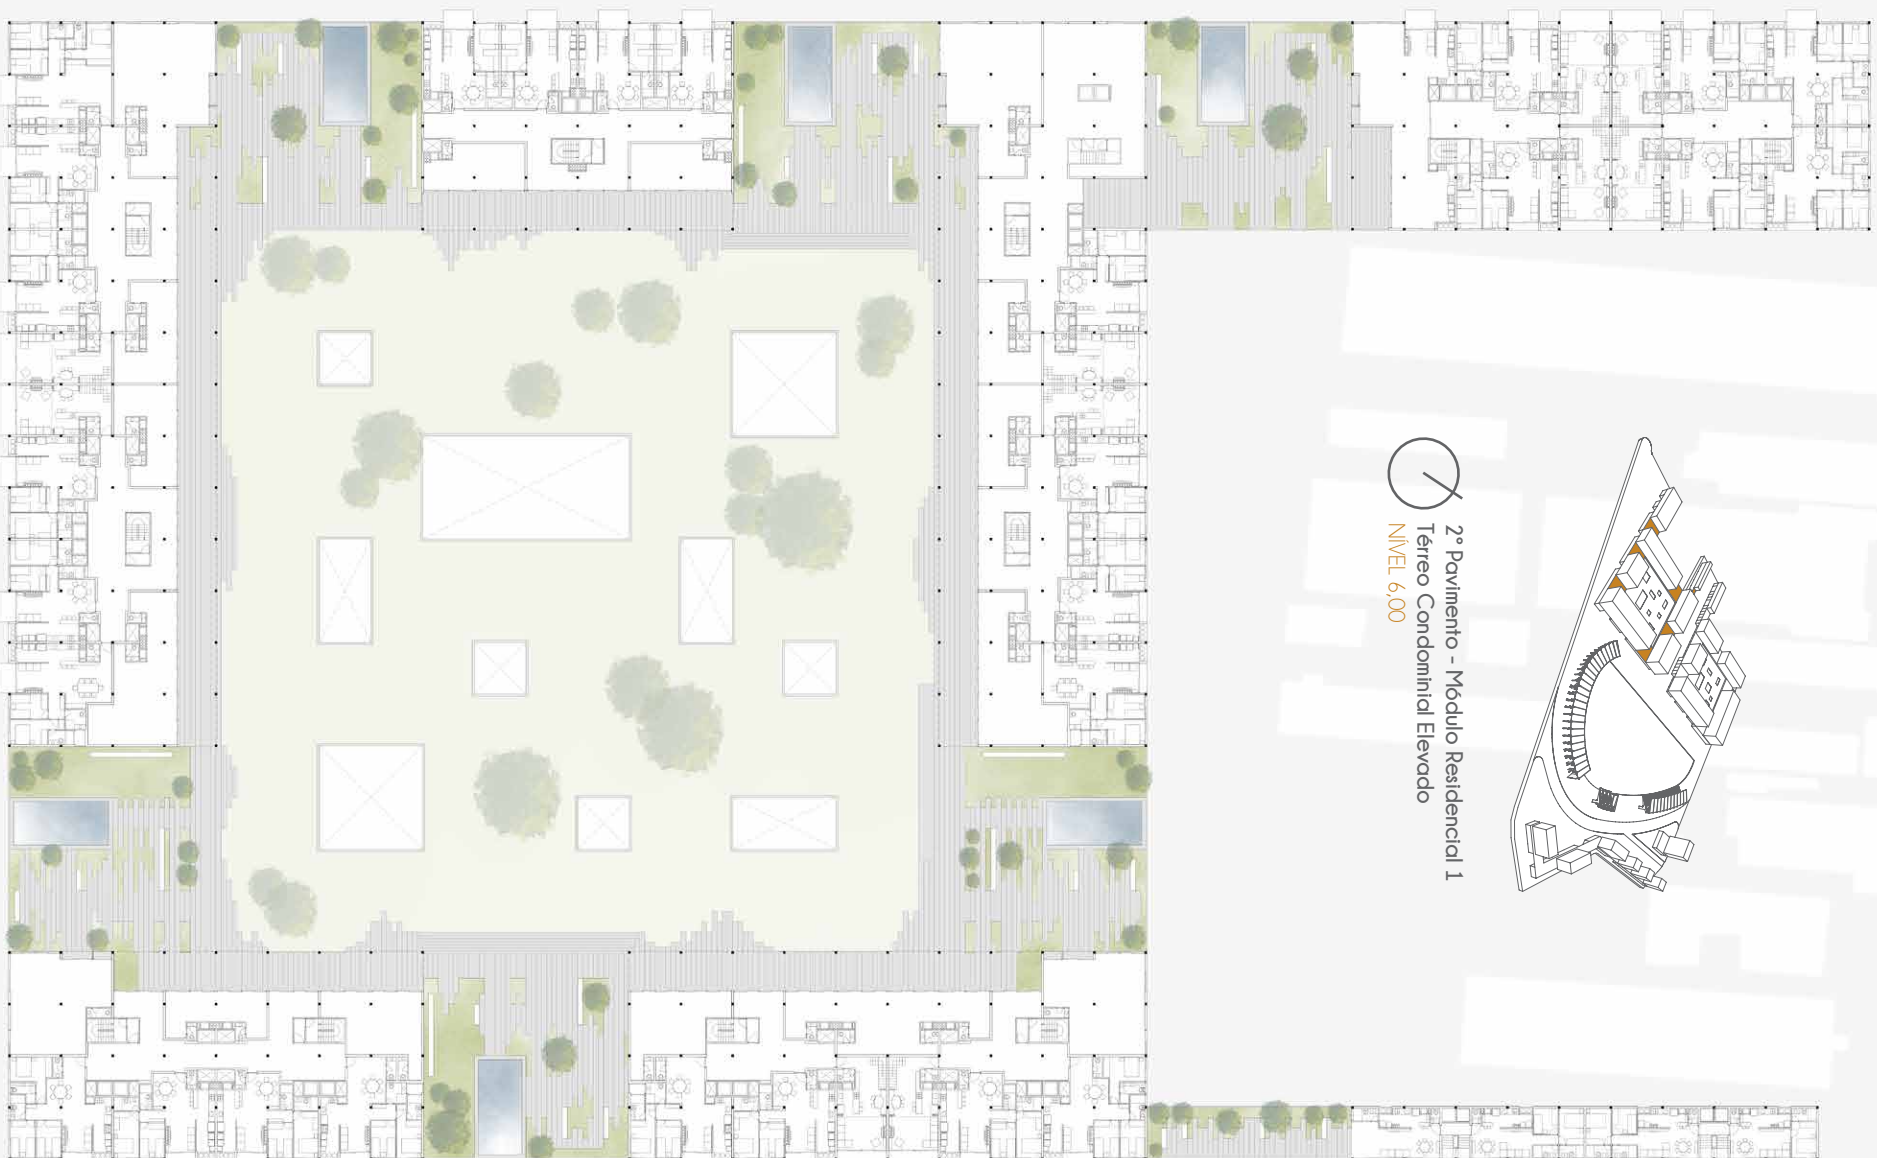 2º Pavimento - Módulo Residencial 1
Térreo Condominial Elevado
NÍVEL 6,00